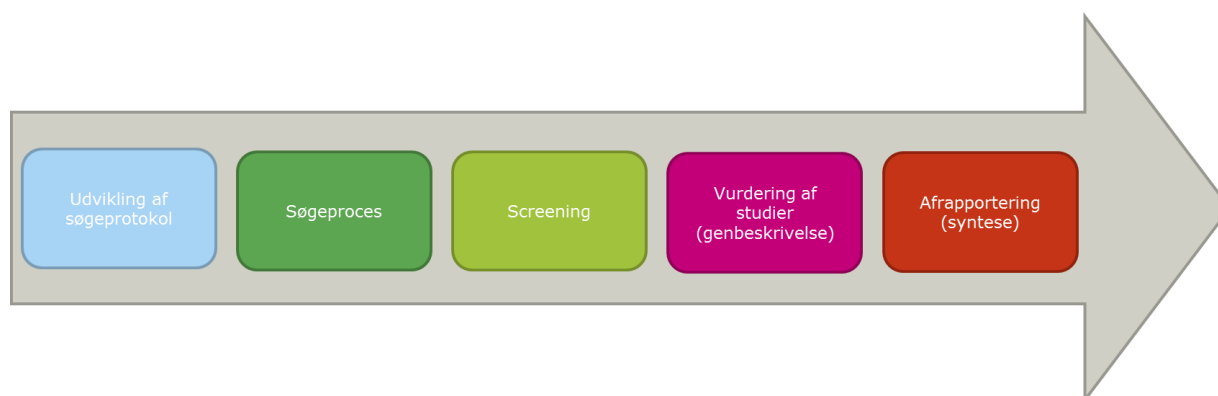 Udvikling af
søgeprotokol
Søgeproces
Screening
Vurdering af
studier
(genbeskrivelse)
Afrapportering
(syntese)